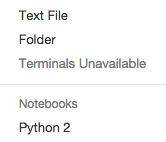 Text File
Folder
Terminals Unavailable
Notebooks
Python 2